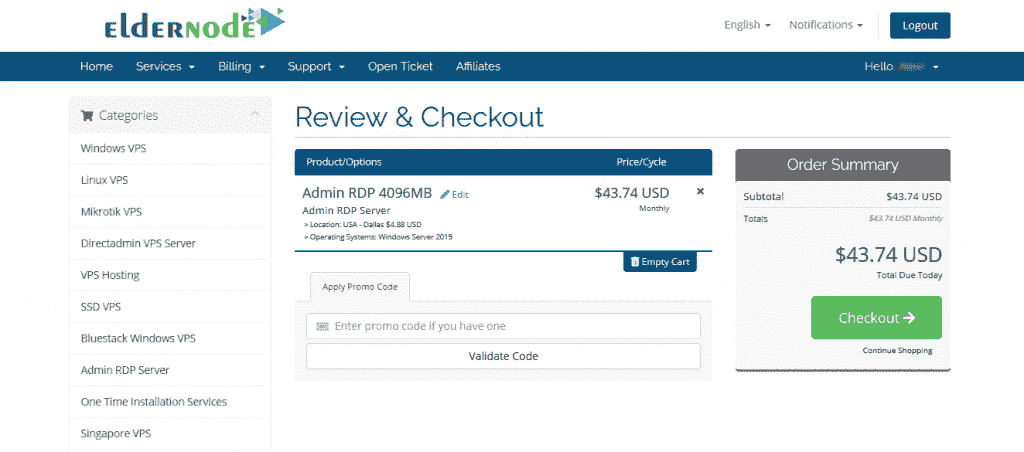 ELDERNODE
English
Notifications
Logout
Home
Services
Billing
Support
Open Ticket
Affiliates
Hello
Categories
Windows VPS
Linux VPS
Mikrotik VPS
Directadmin VPS Server
VPS Hosting
SSD VPS
Bluestack Windows VPS
Admin RDP Server
One Time Installation Services
Singapore VPS
Review & Checkout
Product/Options
Price/Cycle
Admin RDP 4096MB
Edit
$43.74 USD
Admin RDP Server
Monthly
» Location: USA - Dallas $4.88 USD
» Operating Systems: Windows Server 2019
Empty Cart
Apply Promo Code
Enter promo code if you have one
Validate Code
Order Summary
Subtotal
$43.74 USD
Totals
$43.74 USD Monthly
$43.74 USD
Total Due Today
Checkout
Continue Shopping